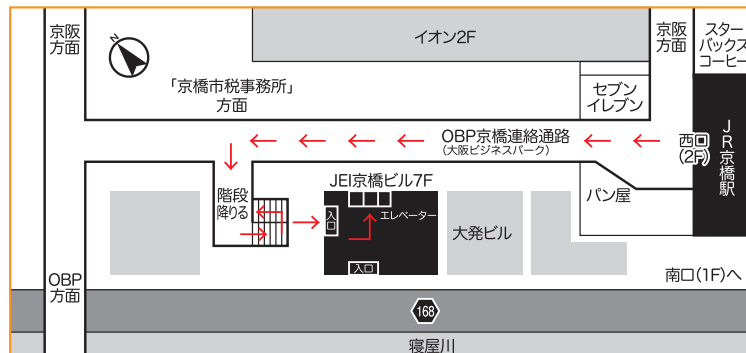 京阪
方面
N
イオン2F
京阪
方面
スター
バックス
コーヒー
「京橋市税事務所」
方面
セブン
イレブン
OBP京橋連絡通路
(大阪ビジネスパーク)
西口
(2F)
JR京橋駅
階段
降りる
JEI京橋ビル7F
入口
エレベーター
入口
大発ビル
パン屋
OBP
方面
南口(1F)へ
168
寝屋川